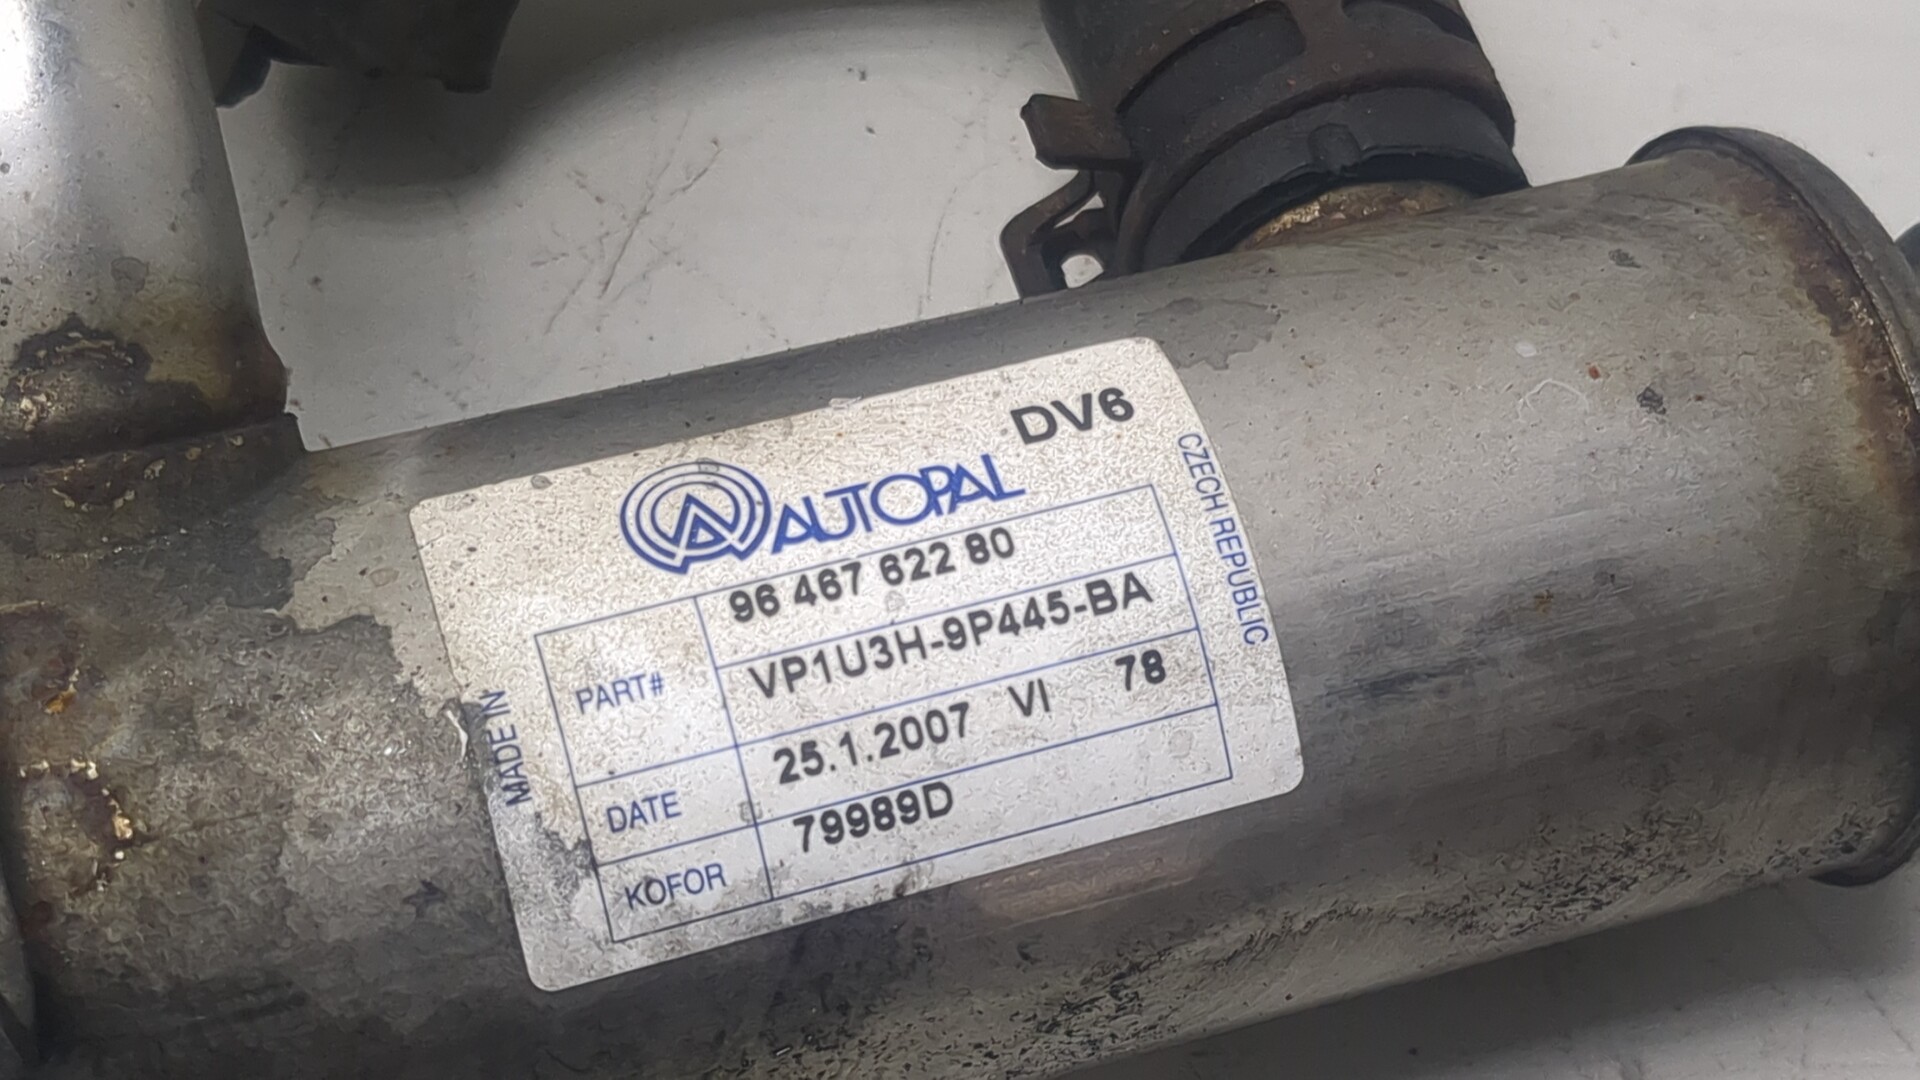 DV6
AUTOPAL
PART# 96 467 622 80
VP1U3H-9P445-BA
DATE 25.1.2007 VI 78
KOFOR 79989D
MADE IN
CZECH REPUBLIC